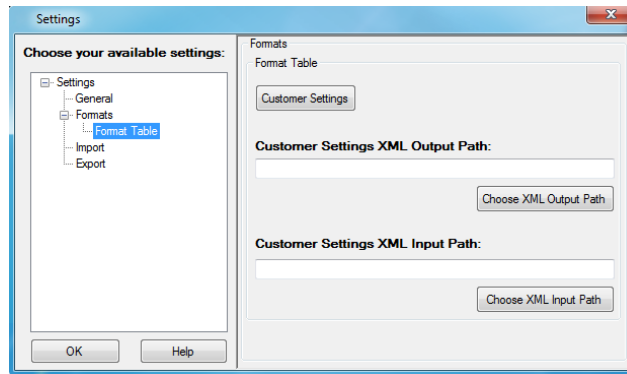 Settings
Choose your available settings:
Settings
General
Formats
Format Table
Import
Export
OK
Help
Formats
Format Table
Customer Settings
Customer Settings XML Output Path:
Choose XML Output Path
Customer Settings XML Input Path:
Choose XML Input Path